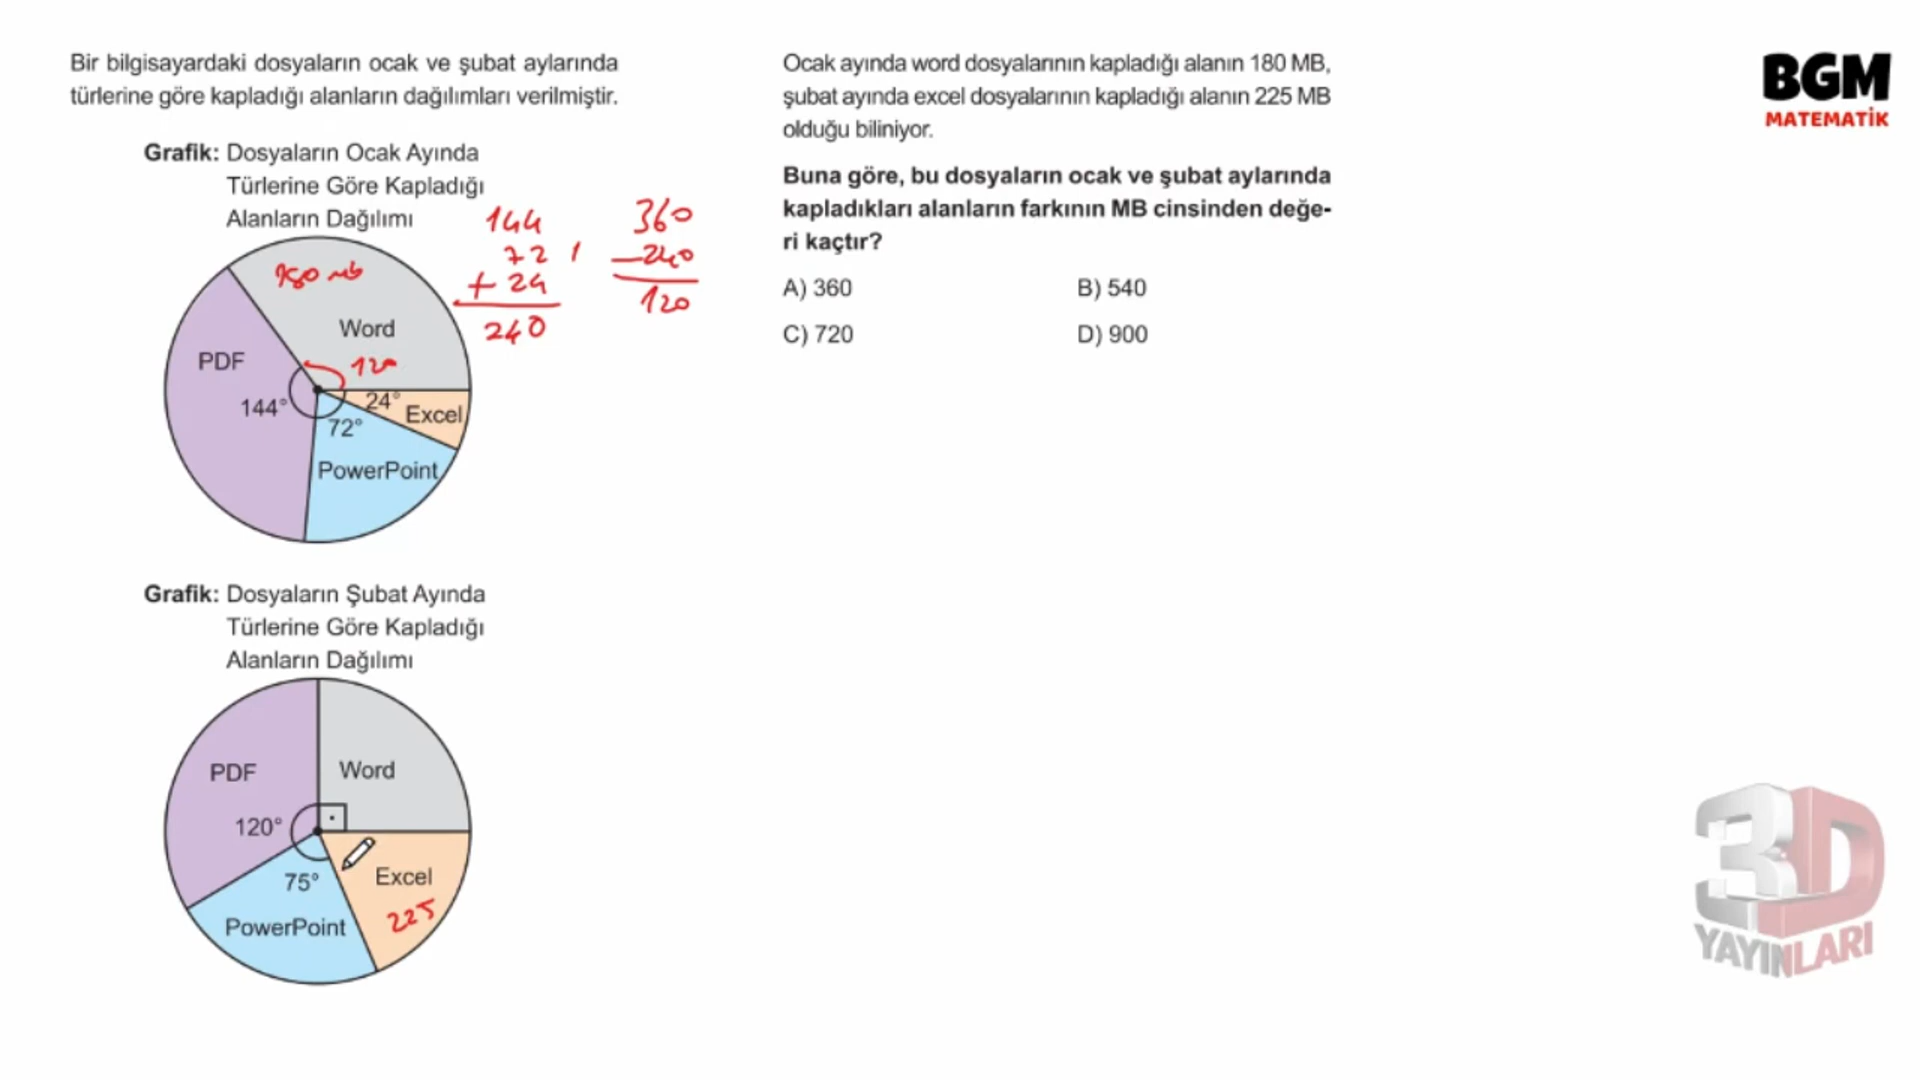 Bir bilgisayardaki dosyaların ocak ve şubat aylarında
türlerine göre kapladığı alanların dağılımları verilmiştir.
Grafik: Dosyaların Ocak Ayında
Türlerine Göre Kapladığı
Alanların Dağılımı
180 mb
Word
120
PDF
144°
24°
Excel
72°
PowerPoint
144
72
+ 24
240
360
-240
120
Grafik: Dosyaların Şubat Ayında
Türlerine Göre Kapladığı
Alanların Dağılımı
PDF
Word
120°
75°
Excel
225
PowerPoint
Ocak ayında word dosyalarının kapladığı alanın 180 MB,
şubat ayında excel dosyalarının kapladığı alanın 225 MB
olduğu biliniyor.
Buna göre, bu dosyaların ocak ve şubat aylarında
kapladıkları alanların farkının MB cinsinden değe-
ri kaçtır?
A) 360
B) 540
C) 720
D) 900
BGM
MATEMATİK
3D
YAYINLARI